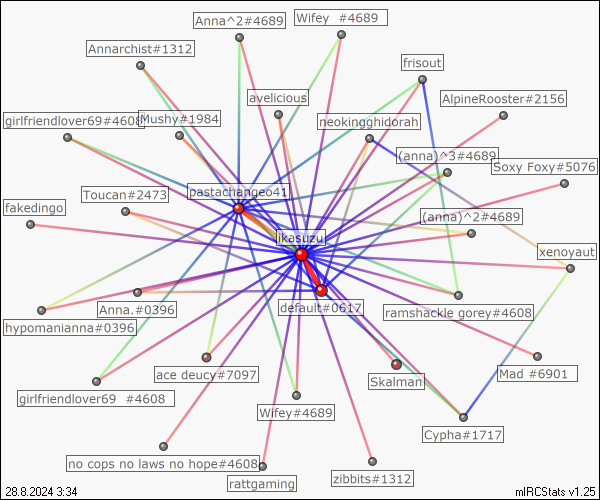 Anna^2#4689
Wifey #4689
Annarchist#1312
frisout
avelicious
AlpineRooster#2156
girlfriendlover69#4608
Mushy#1984
neokingghidorah
(anna)^3#4689
Soxy Foxy#5076
pastachange641
Toucan#2473
fakedingo
(anna)^2#4689
ikasuzu
xenoyaut
Anna.#0396
default#0617
ramshackle gorey#4608
hypomanianna#0396
ace deucy#7097
Skalman
Mad #6901
girlfriendlover69 #4608
Wifey#4689
Cypha#1717
no cops no laws no hope#4608
zibbits#1312
rattgaming
28.8.2024 3:34
mIRCStats v1.25